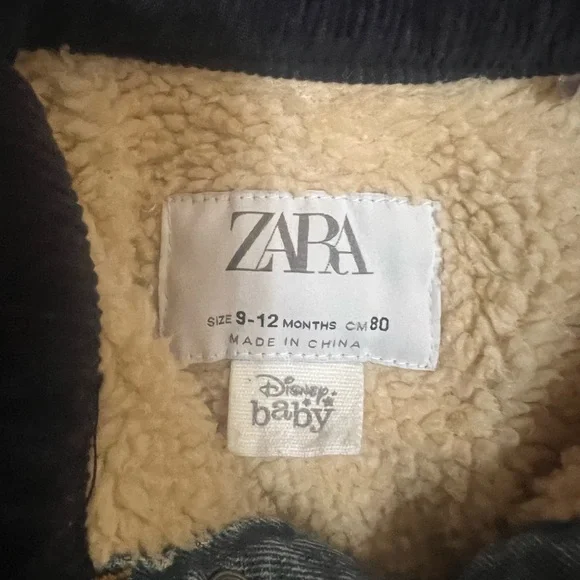 ZARA
SIZE 9-12 MONTHS CM 80
MADE IN CHINA
Disney
baby